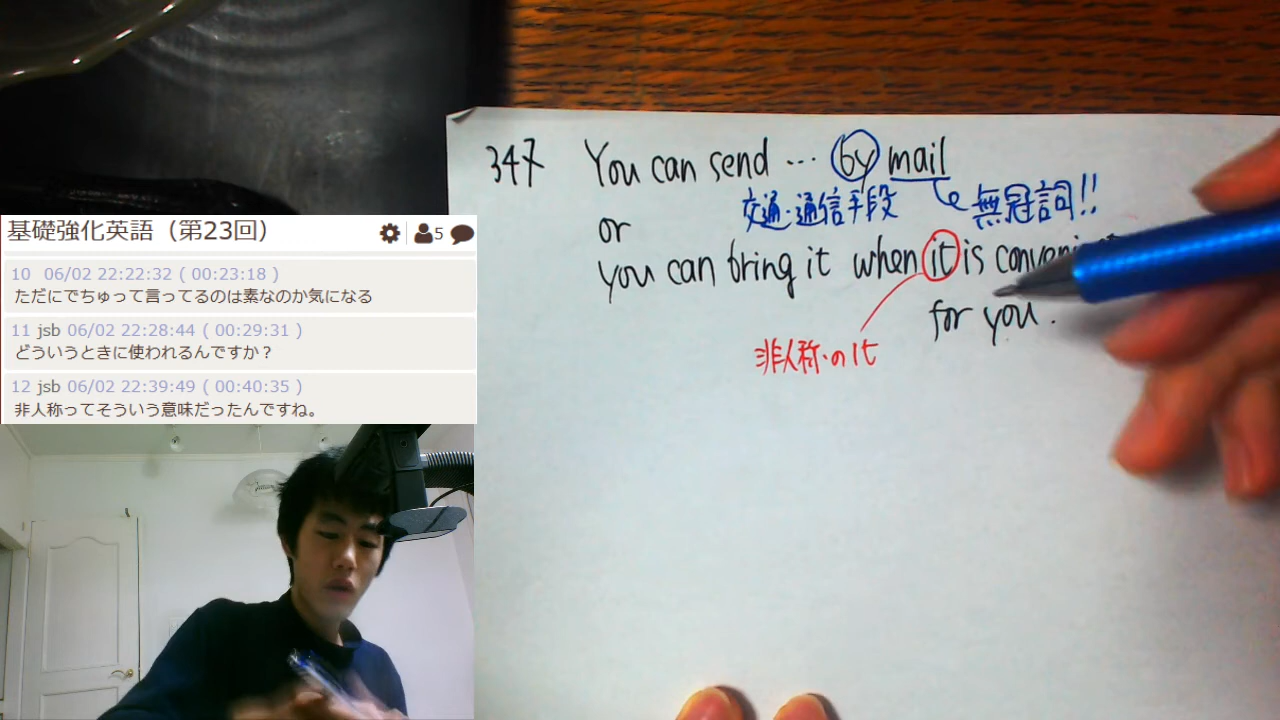 基礎強化英語（第23回）
5
10 06/02 22:22:32 ( 00:23:18 )
ただにでちゅって言ってるのは素なのか気になる
11 jsb 06/02 22:28:44 ( 00:29:31 )
どういうときに使われるんですか？
12 jsb 06/02 22:39:49 ( 00:40:35 )
非人称ってそういう意味だったんですね。
347 You can send … by mail
交通・通信手段 無冠詞!!
or
you can bring it when it is
for you.
非人称のit